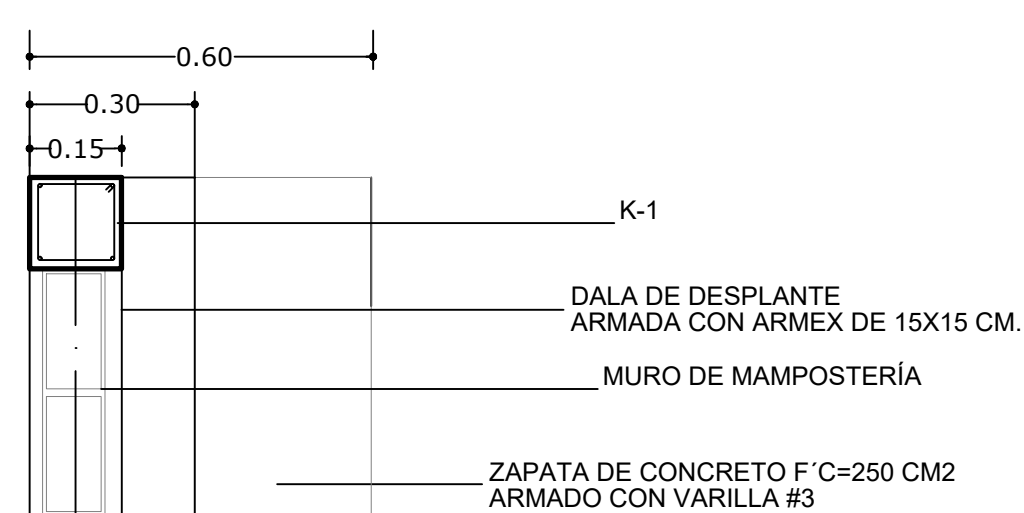 0.60
0.30
0.15
K-1
DALA DE DESPLANTE
ARMADA CON ARMEX DE 15X15 CM.
MURO DE MAMPOSTERÍA
ZAPATA DE CONCRETO F´C=250 CM2
ARMADO CON VARILLA #3